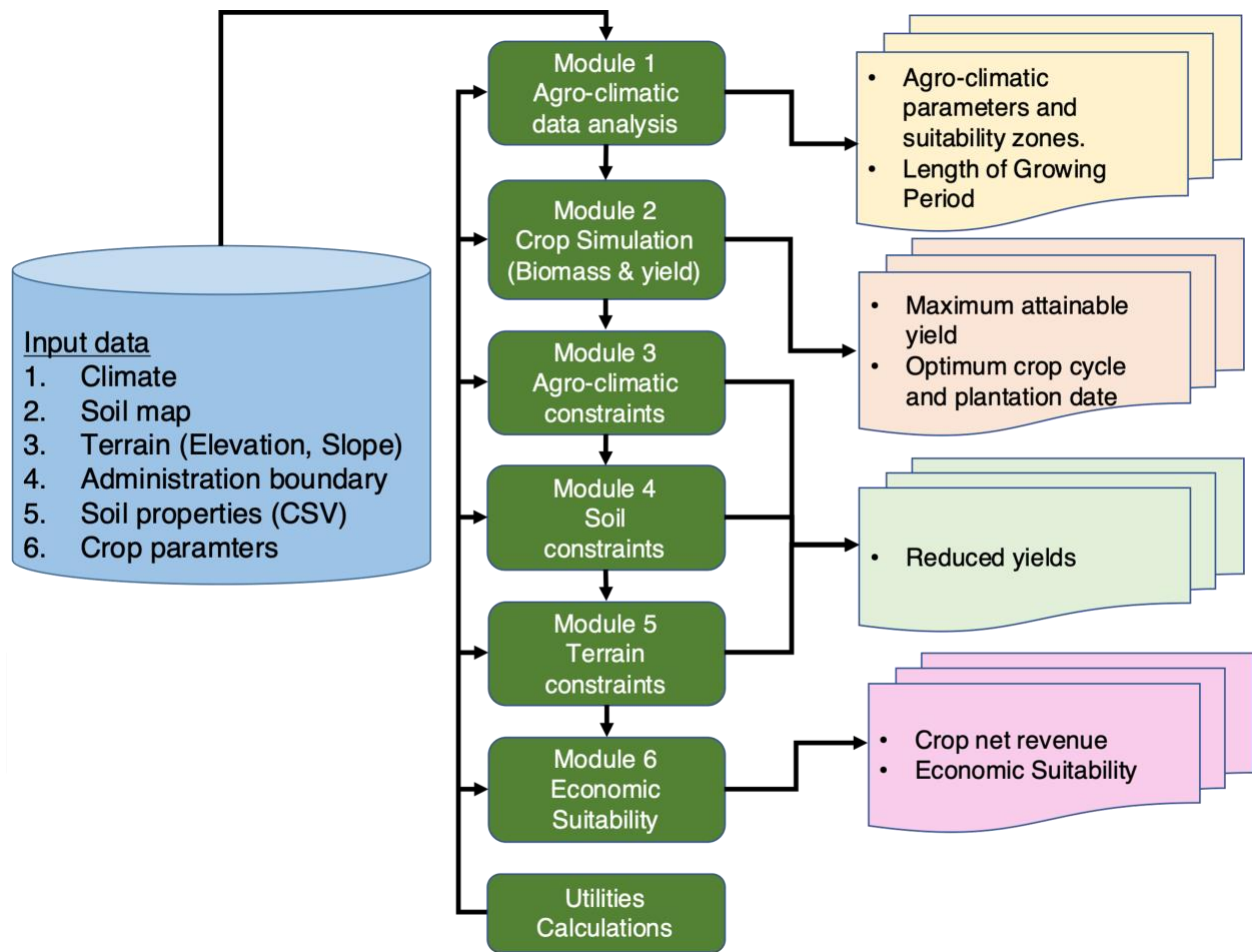 Input data
1. Climate
2. Soil map
3. Terrain (Elevation, Slope)
4. Administration boundary
5. Soil properties (CSV)
6. Crop paramters
Module 1
Agro-climatic
data analysis
Module 2
Crop Simulation
(Biomass & yield)
Module 3
Agro-climatic
constraints
Module 4
Soil
constraints
Module 5
Terrain
constraints
Module 6
Economic
Suitability
Utilities
Calculations
• Agro-climatic
parameters and
suitability zones.
• Length of Growing
Period
• Maximum attainable
yield
• Optimum crop cycle
and plantation date
• Reduced yields
• Crop net revenue
• Economic Suitability